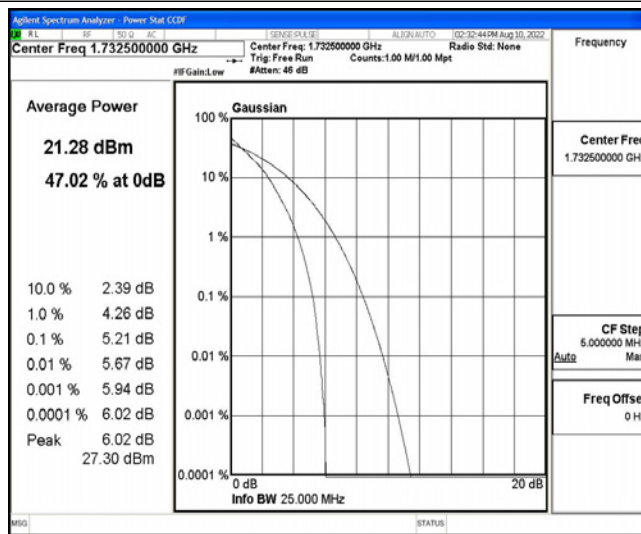 Agilent Spectrum Analyzer - Power Stat CCDF
RL RF 50 Ω AC SENSE:PULSE ALIGN AUTO 02:32:44 PM Aug 10, 2022
Center Freq 1.732500000 GHz
Center Freq: 1.732500000 GHz Radio Std: None
Trig: Free Run Counts:1.00 M/1.00 Mpt
#IFGain:Low #Atten: 46 dB
Frequency
Average Power
21.28 dBm
47.02 % at 0dB
10.0 % 2.39 dB
1.0 % 4.26 dB
0.1 % 5.21 dB
0.01 % 5.67 dB
0.001 % 5.94 dB
0.0001 % 6.02 dB
Peak 6.02 dB
27.30 dBm
Gaussian
100 %
10 %
1 %
0.1 %
0.01 %
0.001 %
0.0001 %
0 dB 20 dB
Info BW 25.000 MHz
Center Freq
1.732500000 GHz
CF Step
5.000000 MHz
Auto Man
Freq Offset
0 Hz
MSG STATUS